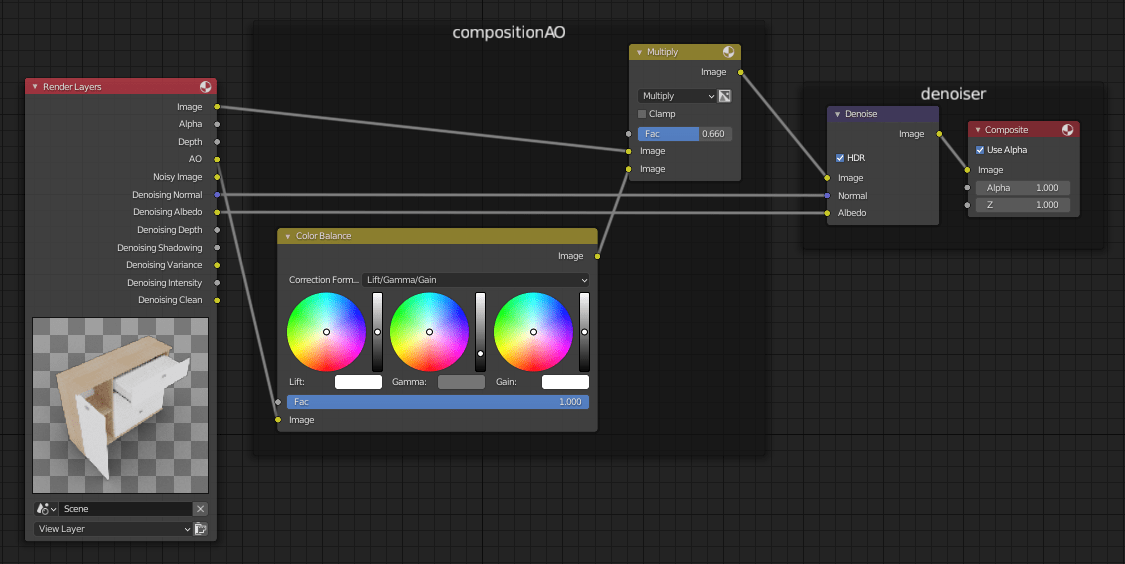 compositionAO
Multiply
Image
Multiply
Clamp
Fac 0.660
Image
Image
Render Layers
Image
Alpha
Depth
AO
Noisy Image
Denoising Normal
Denoising Albedo
Denoising Depth
Denoising Shadowing
Denoising Variance
Denoising Intensity
Denoising Clean
Scene
View Layer
Color Balance
Image
Correction Form... Lift/Gamma/Gain
Lift: Gamma: Gain:
Fac 1.000
Image
denoiser
Denoise
Image
HDR
Image
Normal
Albedo
Composite
Use Alpha
Image
Alpha 1.000
Z 1.000